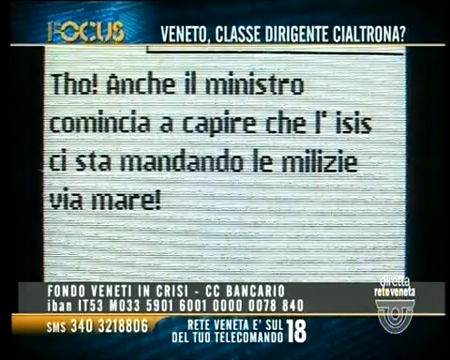 FOCUS
VENETO, CLASSE DIRIGENTE CIALTRONA?
Tho! Anche il ministro
comincia a capire che l' isis
ci sta mandando le milizie
via mare!
diretta
reteveneta
FONDO VENETI IN CRISI - CC BANCARIO
iban IT53 M033 5901 6001 0000 0078 840
SMS 340 3218806
RETE VENETA E' SUL
DEL TUO TELECOMANDO 18